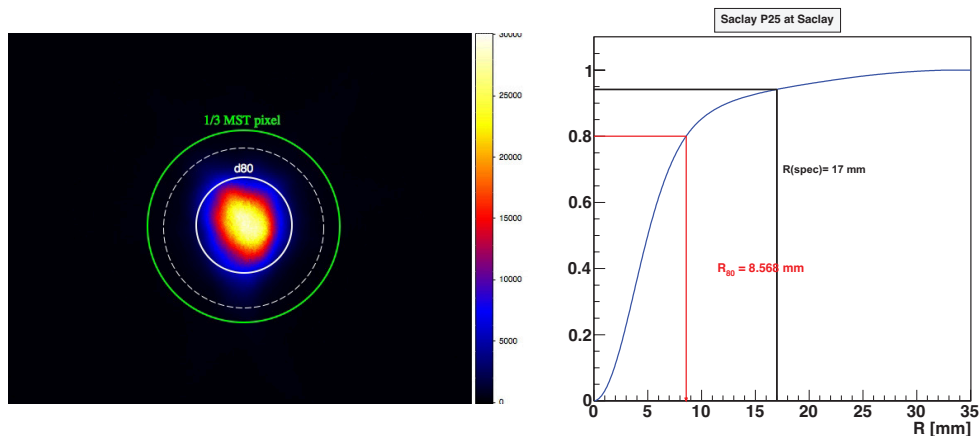 1/3 MST pixel
d80
30000
25000
20000
15000
10000
5000
0
Saclay P25 at Saclay
1
0.8
0.6
0.4
0.2
0
R(spec)= 17 mm
R80 = 8.568 mm
0 5 10 15 20 25 30 35
R [mm]